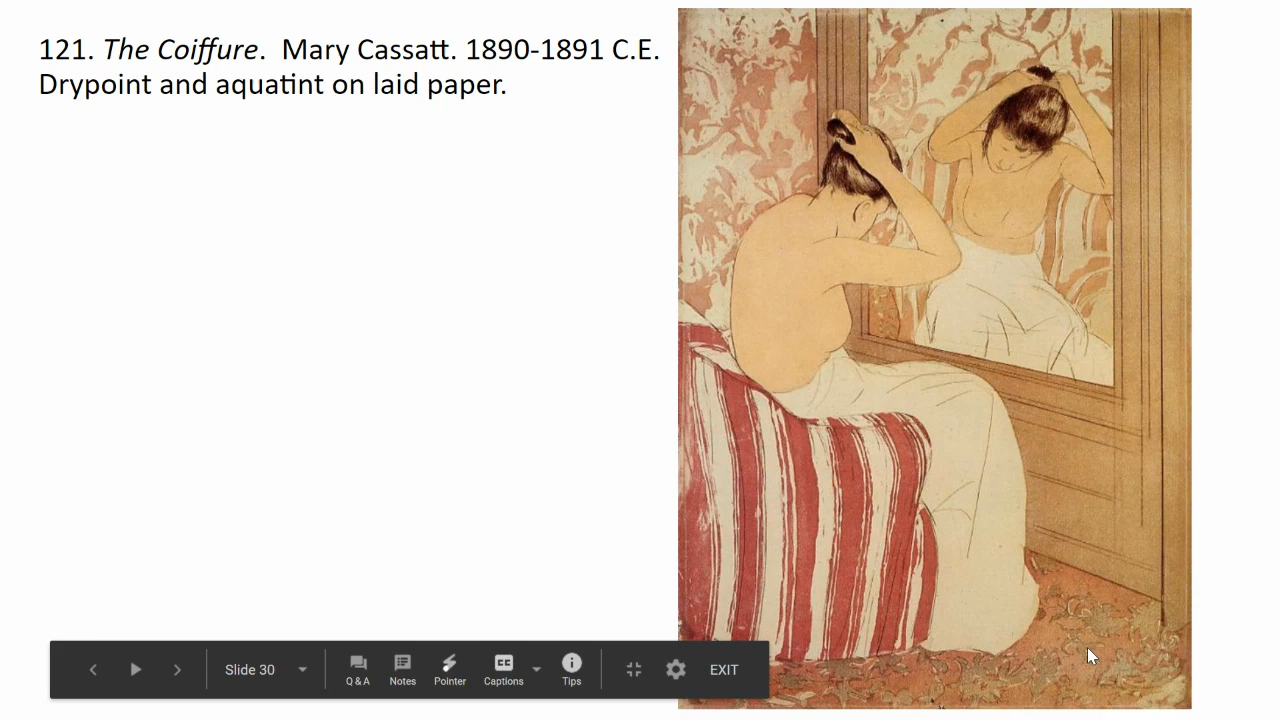 121. The Coiffure.  Mary Cassatt. 1890-1891 C.E.
Drypoint and aquatint on laid paper.
Slide 30
Q & A
Notes
Pointer
CC
Captions
Tips
EXIT